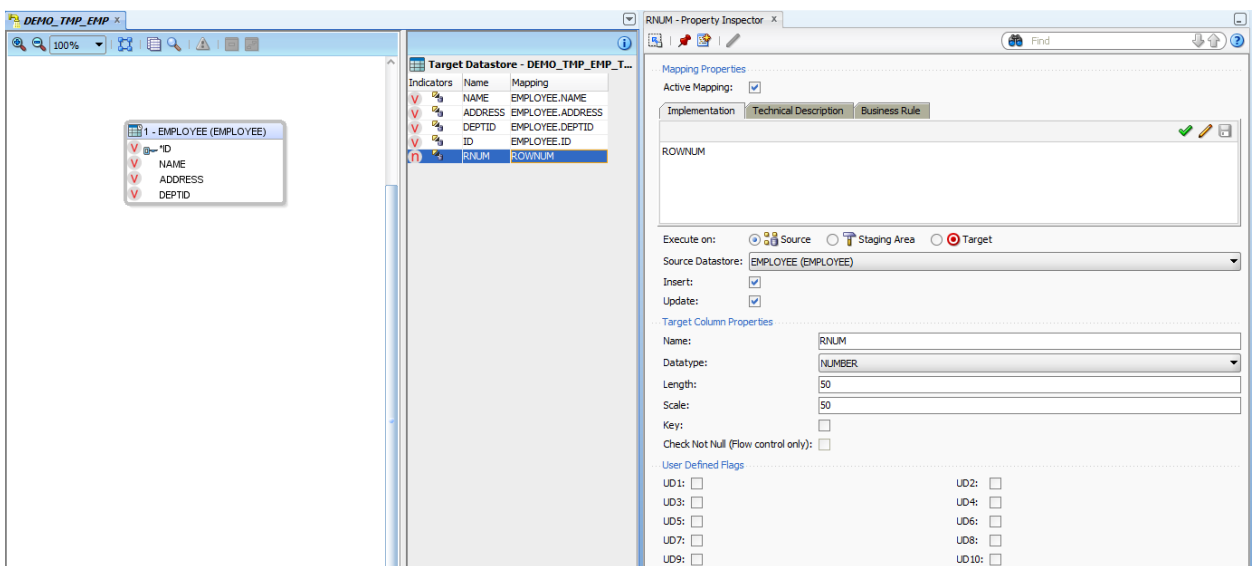 DEMO_TMP_EMP
100%
1 - EMPLOYEE (EMPLOYEE)
*ID
NAME
ADDRESS
DEPTID
Target Datastore - DEMO_TMP_EMP_T...
Indicators Name Mapping
NAME EMPLOYEE.NAME
ADDRESS EMPLOYEE.ADDRESS
DEPTID EMPLOYEE.DEPTID
ID EMPLOYEE.ID
RNUM ROWNUM
RNUM - Property Inspector
Find
Mapping Properties
Active Mapping:
Implementation Technical Description Business Rule
ROWNUM
Execute on: Source Staging Area Target
Source Datastore: EMPLOYEE (EMPLOYEE)
Insert:
Update:
Target Column Properties
Name: RNUM
Datatype: NUMBER
Length: 50
Scale: 50
Key:
Check Not Null (Flow control only):
User Defined Flags
UD1: UD2:
UD3: UD4:
UD5: UD6:
UD7: UD8:
UD9: UD10: